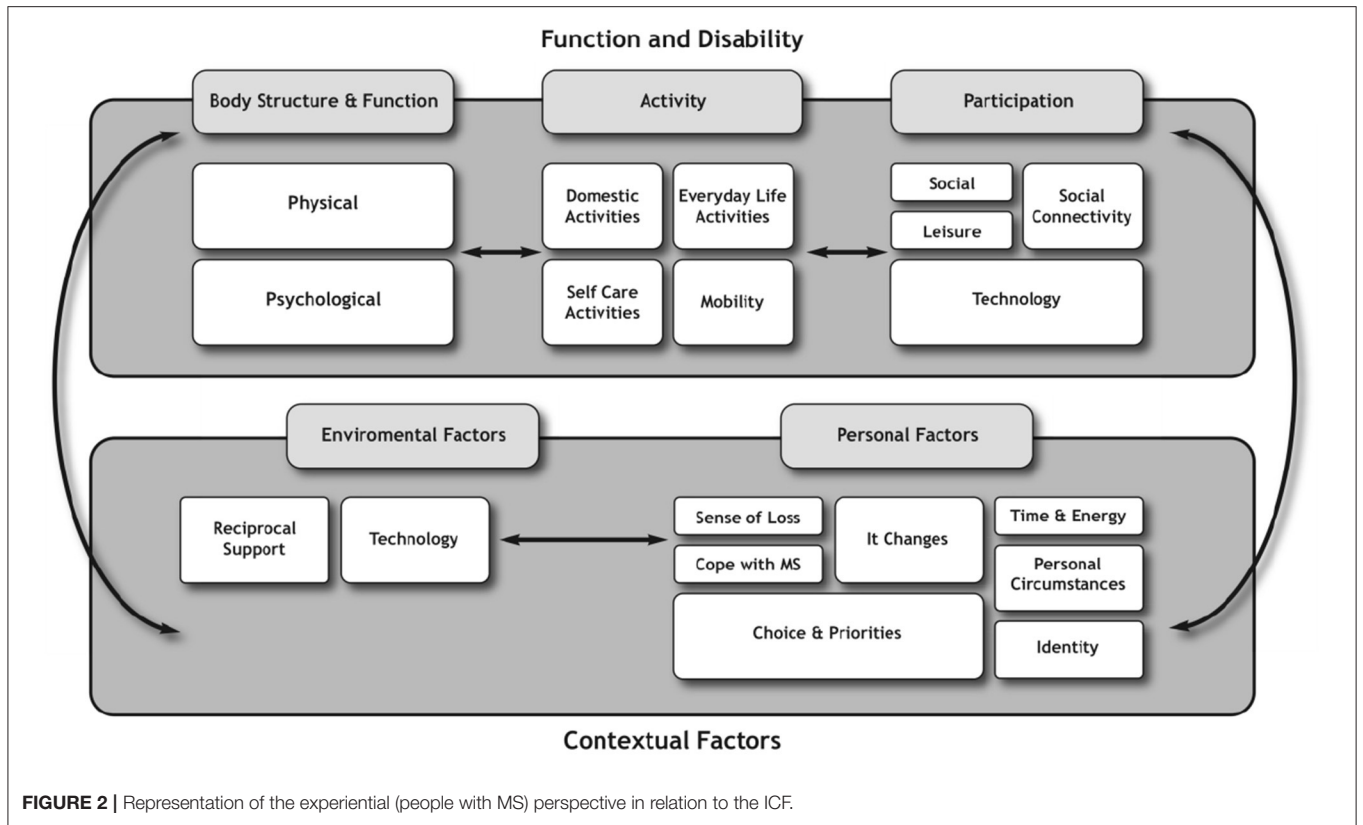 Function and Disability
Body Structure & Function
Activity
Participation
Physical
Psychological
Domestic
Activities
Everyday Life
Activities
Self Care
Activities
Mobility
Social
Leisure
Social
Connectivity
Technology
Enviromental Factors
Personal Factors
Reciprocal
Support
Technology
Sense of Loss
Cope with MS
It Changes
Choice & Priorities
Time & Energy
Personal
Circumstances
Identity
Contextual Factors
FIGURE 2 | Representation of the experiential (people with MS) perspective in relation to the ICF.